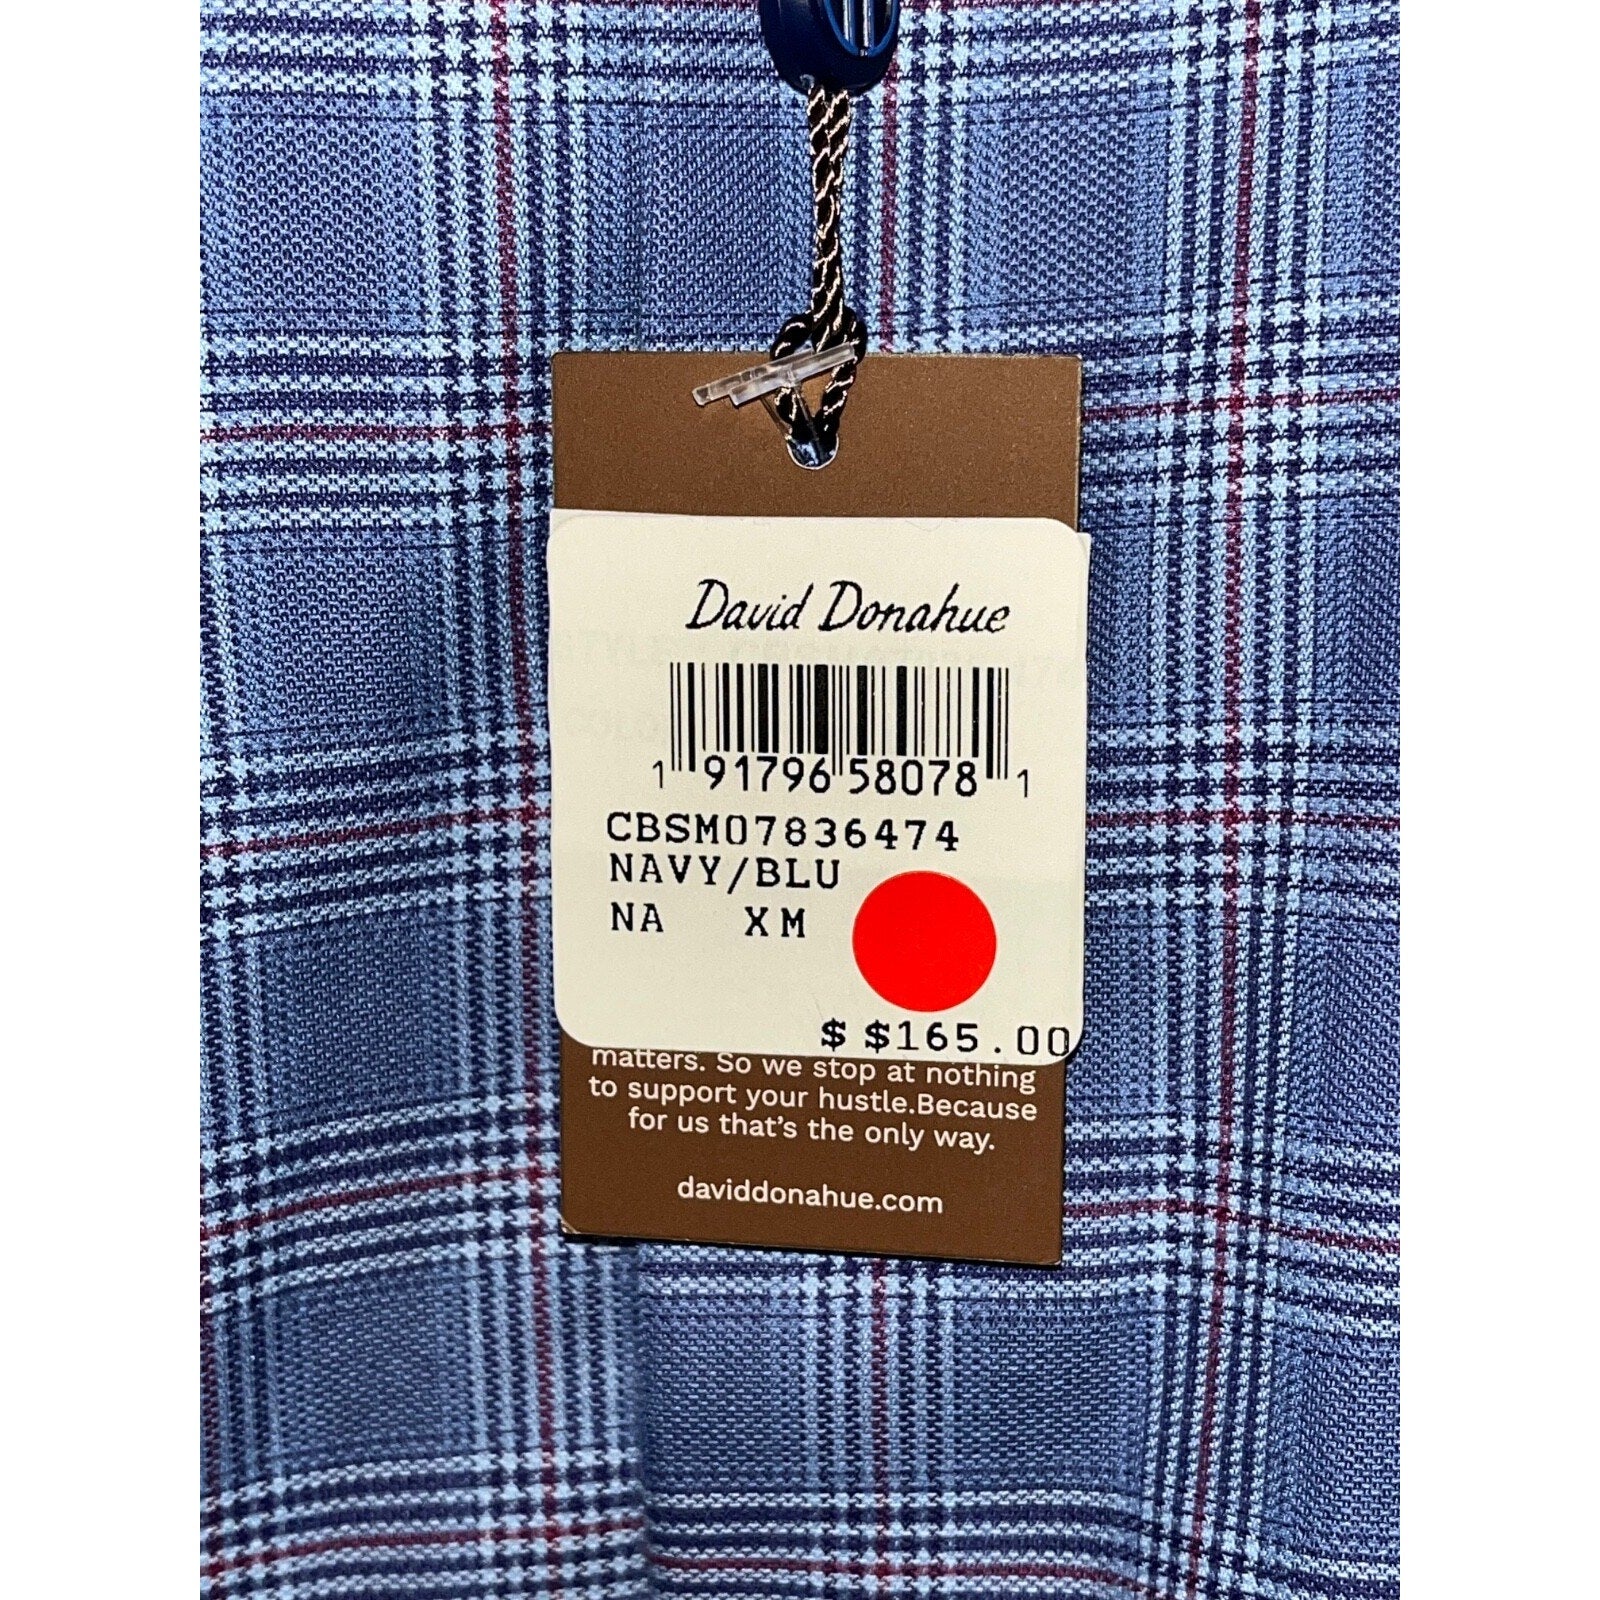 David Donahue
1 91796 58078 1
CBSM07836474
NAVY/BLU
NA XM
$ $165.00
matters. So we stop at nothing
to support your hustle.Because
for us that's the only way.
daviddonahue.com